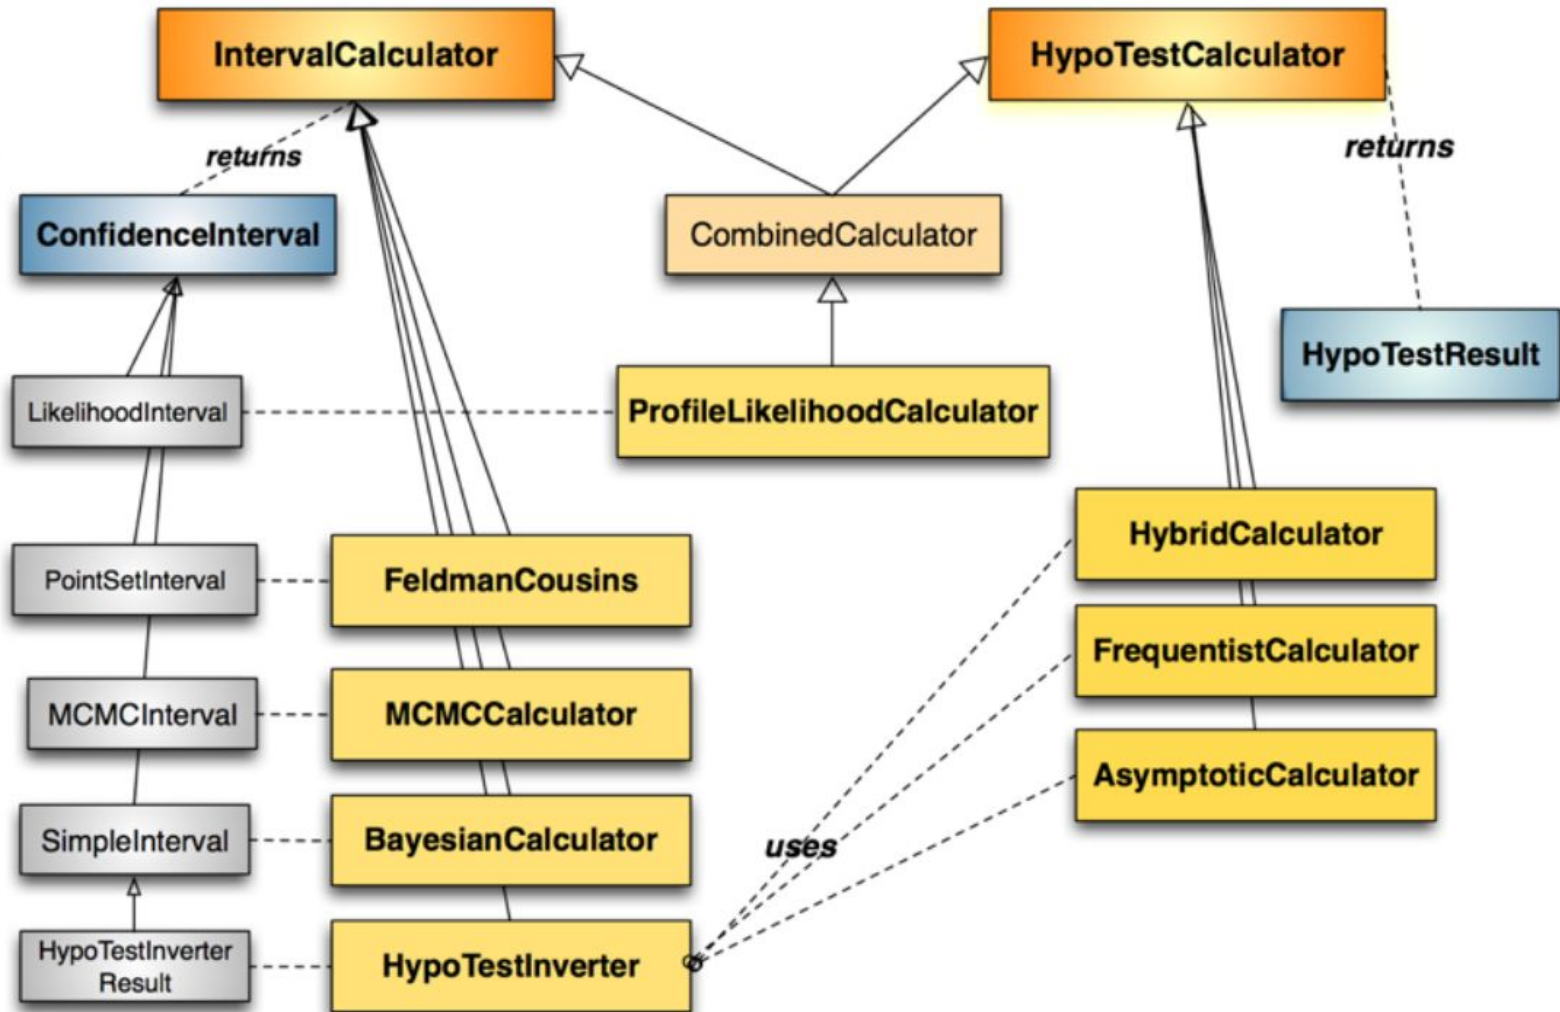 IntervalCalculator
HypoTestCalculator
returns
returns
ConfidenceInterval
CombinedCalculator
HypoTestResult
LikelihoodInterval
ProfileLikelihoodCalculator
HybridCalculator
PointSetInterval
FeldmanCousins
FrequentistCalculator
MCMCInterval
MCMCCalculator
AsymptoticCalculator
SimpleInterval
BayesianCalculator
uses
HypoTestInverter
Result
HypoTestInverter